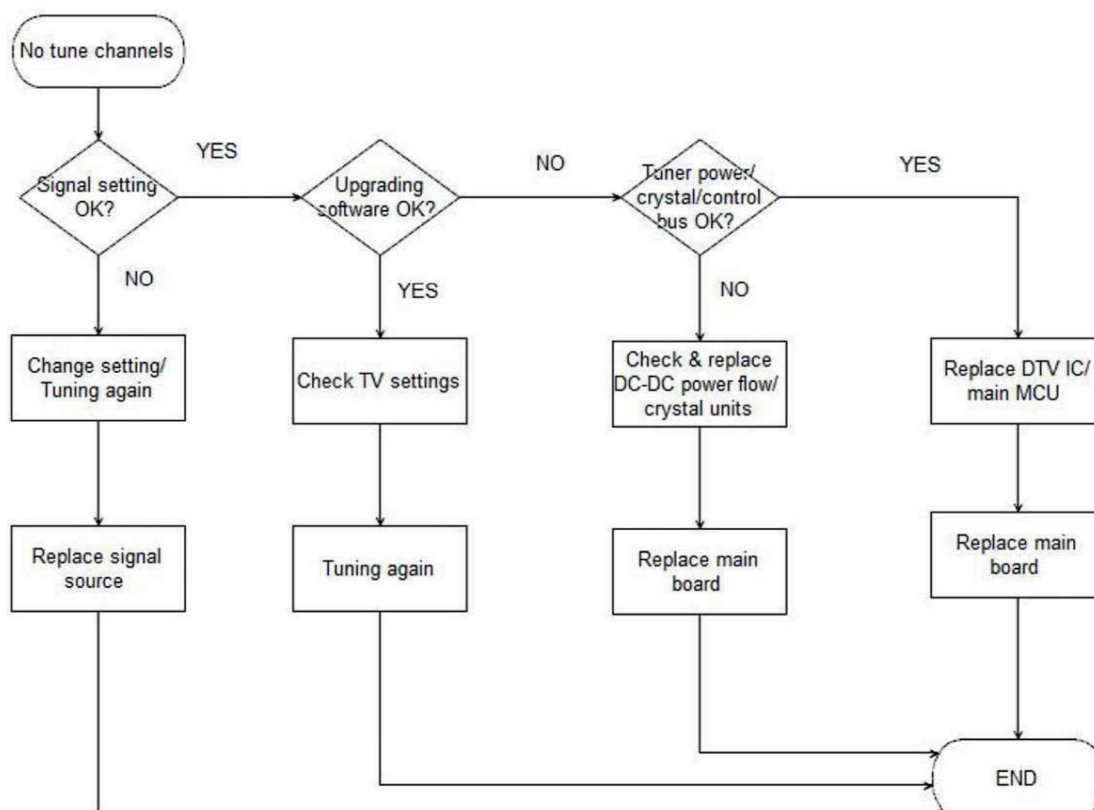 No tune channels
YES
NO
YES
Signal setting
OK?
Upgrading
software OK?
Tuner power/
crystal/control
bus OK?
NO
YES
NO
Change setting/
Tuning again
Check TV settings
Check & replace
DC-DC power flow/
crystal units
Replace DTV IC/
main MCU
Replace signal
source
Tuning again
Replace main
board
Replace main
board
END